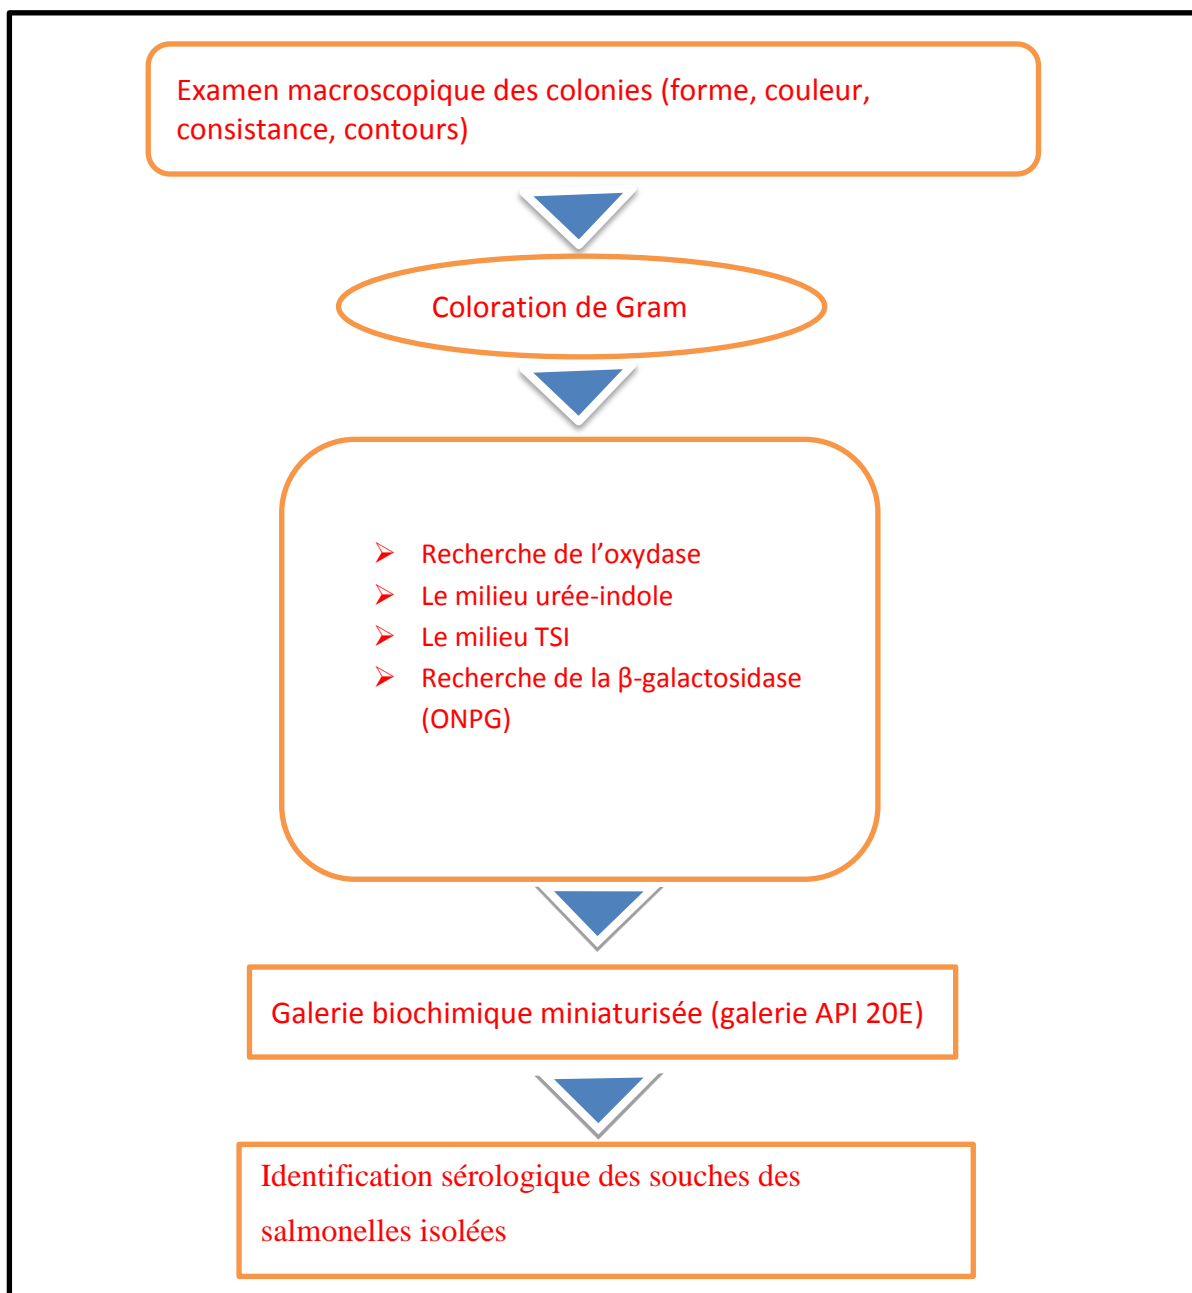 Examen macroscopique des colonies (forme, couleur,
consistance, contours)
Coloration de Gram
➢ Recherche de l’oxydase
➢ Le milieu urée-indole
➢ Le milieu TSI
➢ Recherche de la β-galactosidase
(ONPG)
Galerie biochimique miniaturisée (galerie API 20E)
Identification sérologique des souches des
salmonelles isolées